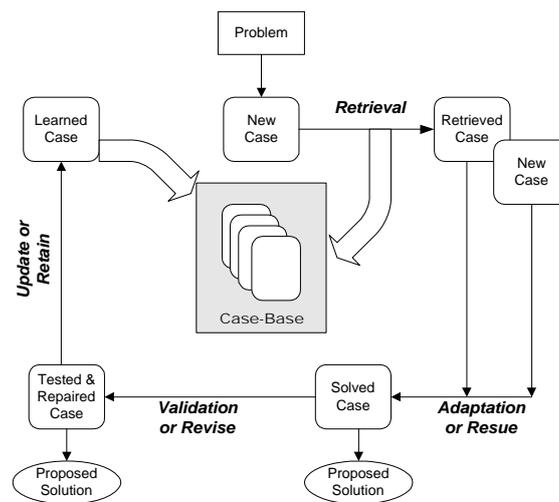 Problem
Learned
Case
New
Case
Retrieval
Retrieved
Case
New
Case
Case-Base
Update or
Retain
Tested &
Repaired
Case
Validation
or Revise
Solved
Case
Adaptation
or Resue
Proposed
Solution
Proposed
Solution